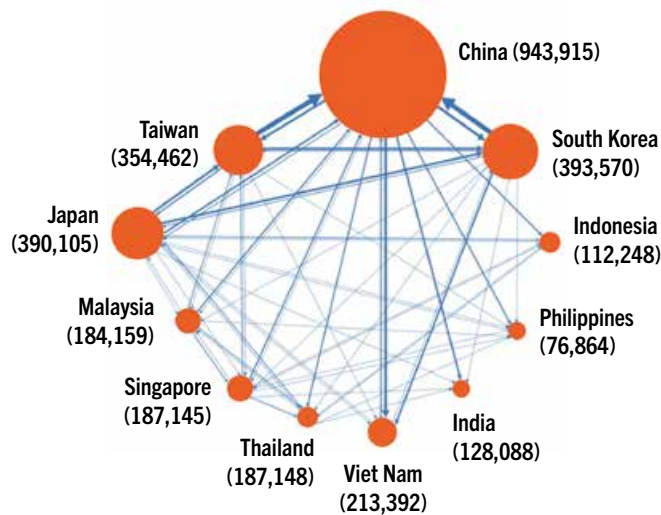 China (943,915)
Taiwan
(354,462)
South Korea
(393,570)
Japan
(390,105)
Indonesia
(112,248)
Malaysia
(184,159)
Philippines
(76,864)
Singapore
(187,145)
India
(128,088)
Thailand
(187,148)
Viet Nam
(213,392)